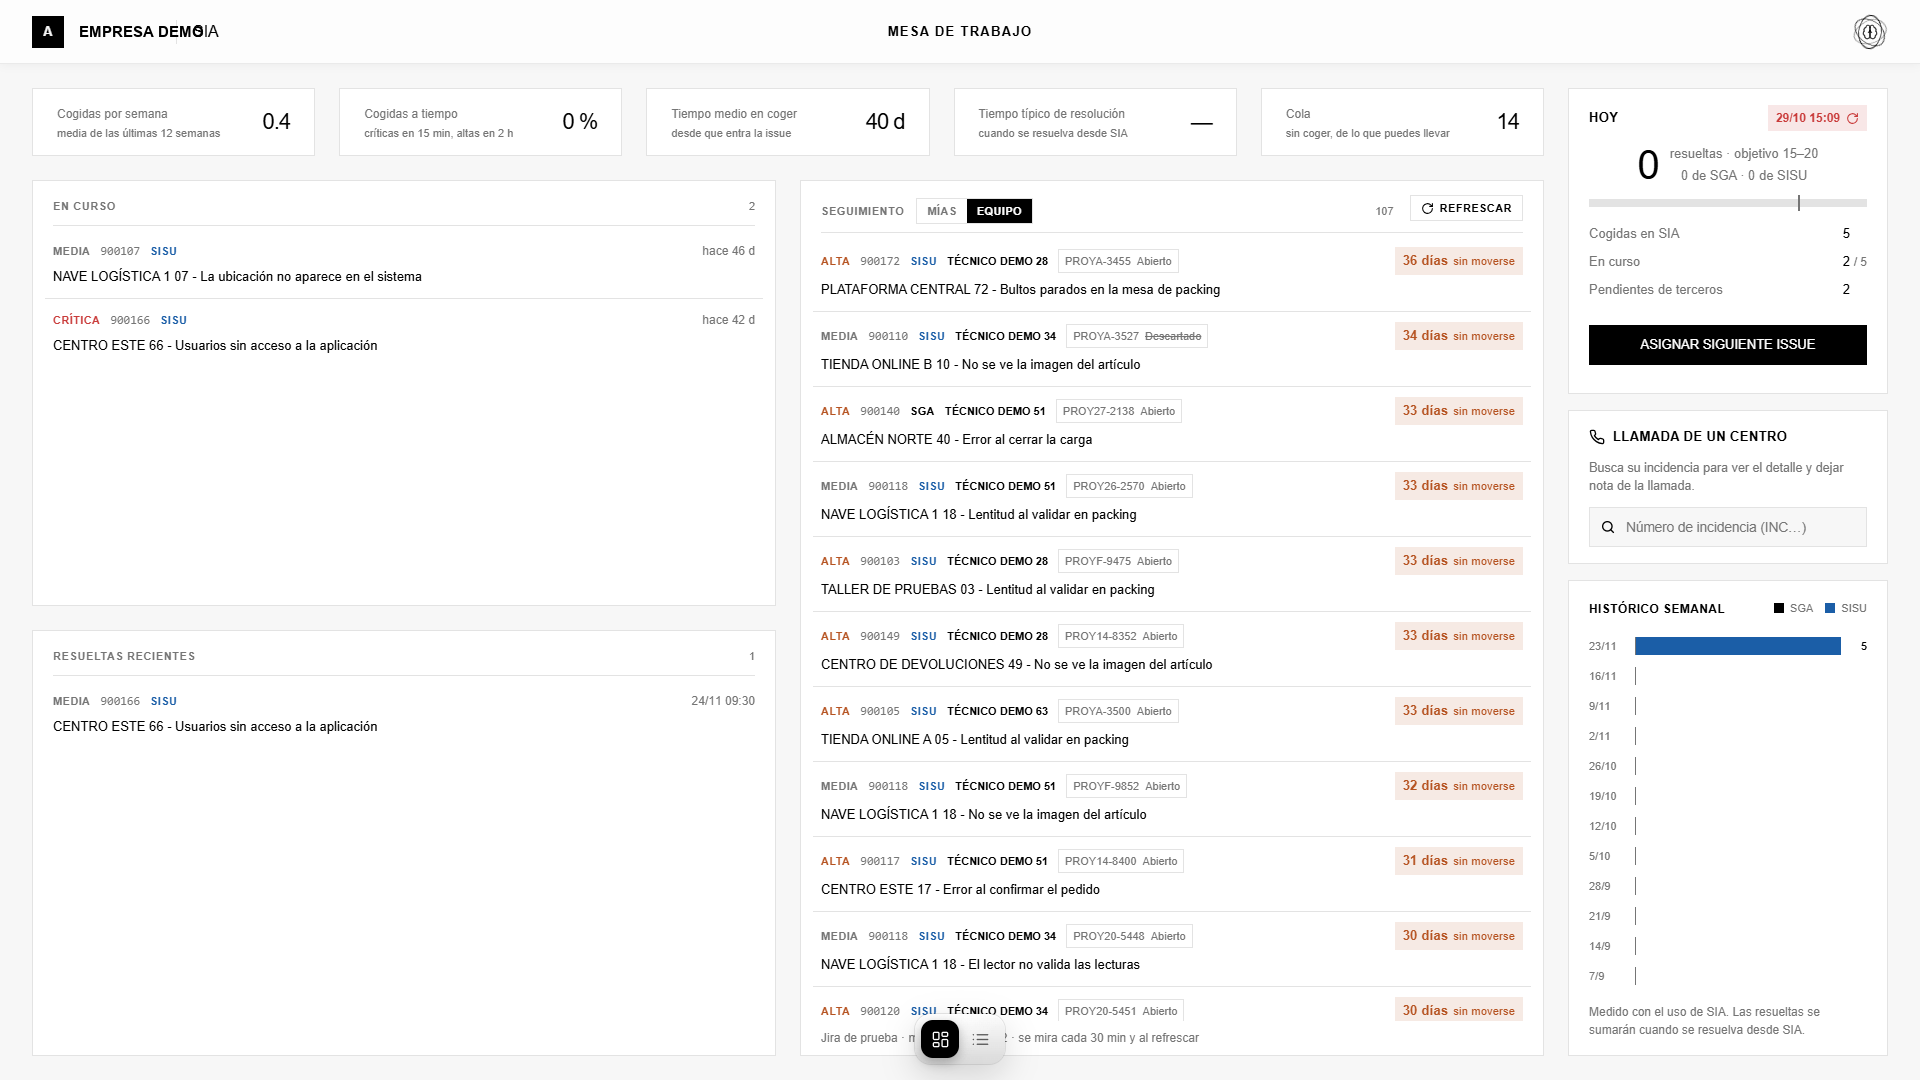 A EMPRESA DEMO SIA
MESA DE TRABAJO
Cogidas por semana
media de las últimas 12 semanas
0.4
Cogidas a tiempo
críticas en 15 min, altas en 2 h
0 %
Tiempo medio en coger
desde que entra la issue
40 d
Tiempo típico de resolución
cuando se resuelva desde SIA
—
Cola
sin coger, de lo que puedes llevar
14
EN CURSO 2
MEDIA 900107 SISU hace 46 d
NAVE LOGÍSTICA 1 07 - La ubicación no aparece en el sistema
CRÍTICA 900166 SISU hace 42 d
CENTRO ESTE 66 - Usuarios sin acceso a la aplicación
RESUELTAS RECIENTES 1
MEDIA 900166 SISU 24/11 09:30
CENTRO ESTE 66 - Usuarios sin acceso a la aplicación
SEGUIMIENTO MÍAS EQUIPO 107 REFRESCAR
ALTA 900172 SISU TÉCNICO DEMO 28 PROYA-3455 Abierto 36 días sin moverse
PLATAFORMA CENTRAL 72 - Bultos parados en la mesa de packing
MEDIA 900110 SISU TÉCNICO DEMO 34 PROYA-3527 Descartado 34 días sin moverse
TIENDA ONLINE B 10 - No se ve la imagen del artículo
ALTA 900140 SGA TÉCNICO DEMO 51 PROY27-2138 Abierto 33 días sin moverse
ALMACÉN NORTE 40 - Error al cerrar la carga
MEDIA 900118 SISU TÉCNICO DEMO 51 PROY26-2570 Abierto 33 días sin moverse
NAVE LOGÍSTICA 1 18 - Lentitud al validar en packing
ALTA 900103 SISU TÉCNICO DEMO 28 PROYF-9475 Abierto 33 días sin moverse
TALLER DE PRUEBAS 03 - Lentitud al validar en packing
ALTA 900149 SISU TÉCNICO DEMO 28 PROY14-8352 Abierto 33 días sin moverse
CENTRO DE DEVOLUCIONES 49 - No se ve la imagen del artículo
ALTA 900105 SISU TÉCNICO DEMO 63 PROYA-3500 Abierto 33 días sin moverse
TIENDA ONLINE A 05 - Lentitud al validar en packing
MEDIA 900118 SISU TÉCNICO DEMO 51 PROYF-9852 Abierto 32 días sin moverse
NAVE LOGÍSTICA 1 18 - No se ve la imagen del artículo
ALTA 900117 SISU TÉCNICO DEMO 51 PROY14-8400 Abierto 31 días sin moverse
CENTRO ESTE 17 - Error al confirmar el pedido
MEDIA 900118 SISU TÉCNICO DEMO 34 PROY20-5448 Abierto 30 días sin moverse
NAVE LOGÍSTICA 1 18 - El lector no valida las lecturas
ALTA 900120 SISU TÉCNICO DEMO 34 PROY20-5451 Abierto 30 días sin moverse
Jira de prueba · · se mira cada 30 min y al refrescar
HOY 29/10 15:09
0 resueltas · objetivo 15–20
0 de SGA · 0 de SISU
Cogidas en SIA 5
En curso 2 / 5
Pendientes de terceros 2
ASIGNAR SIGUIENTE ISSUE
LLAMADA DE UN CENTRO
Busca su incidencia para ver el detalle y dejar
nota de la llamada.
Número de incidencia (INC…)
HISTÓRICO SEMANAL SGA SISU
23/11 5
16/11
9/11
2/11
26/10
19/10
12/10
5/10
28/9
21/9
14/9
7/9
Medido con el uso de SIA. Las resueltas se
sumarán cuando se resuelva desde SIA.